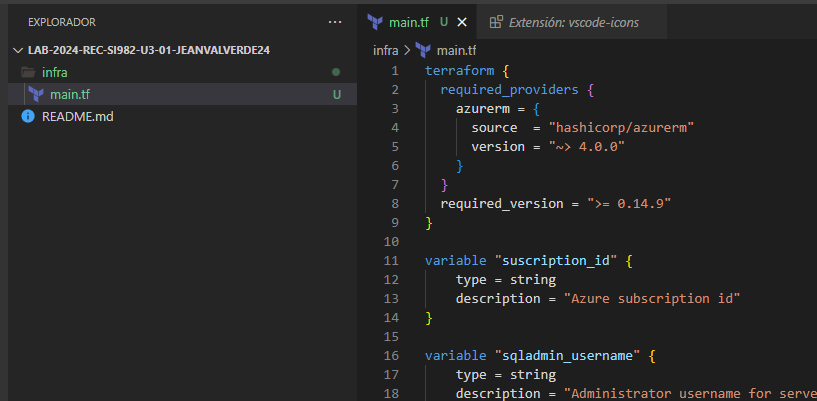 EXPLORADOR
LAB-2024-REC-SI982-U3-01-JEANVALVERDE24
infra
main.tf U
README.md
main.tf U
Extensión: vscode-icons
infra > main.tf
1 terraform {
2 required_providers {
3 azurerm = {
4 source = "hashicorp/azurerm"
5 version = "~> 4.0.0"
6 }
7 }
8 required_version = ">= 0.14.9"
9 }
10
11 variable "suscription_id" {
12 type = string
13 description = "Azure subscription id"
14 }
15
16 variable "sqladmin_username" {
17 type = string
18 description = "Administrator username for serve